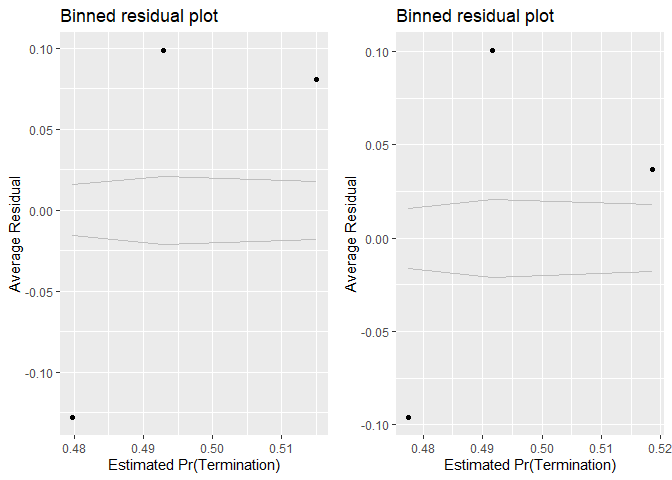 Binned residual plot
0.10
0.05
0.00
-0.05
-0.10
Average Residual
0.48 0.49 0.50 0.51
Estimated Pr(Termination)
Binned residual plot
0.10
0.05
0.00
-0.05
-0.10
Average Residual
0.48 0.49 0.50 0.51 0.52
Estimated Pr(Termination)